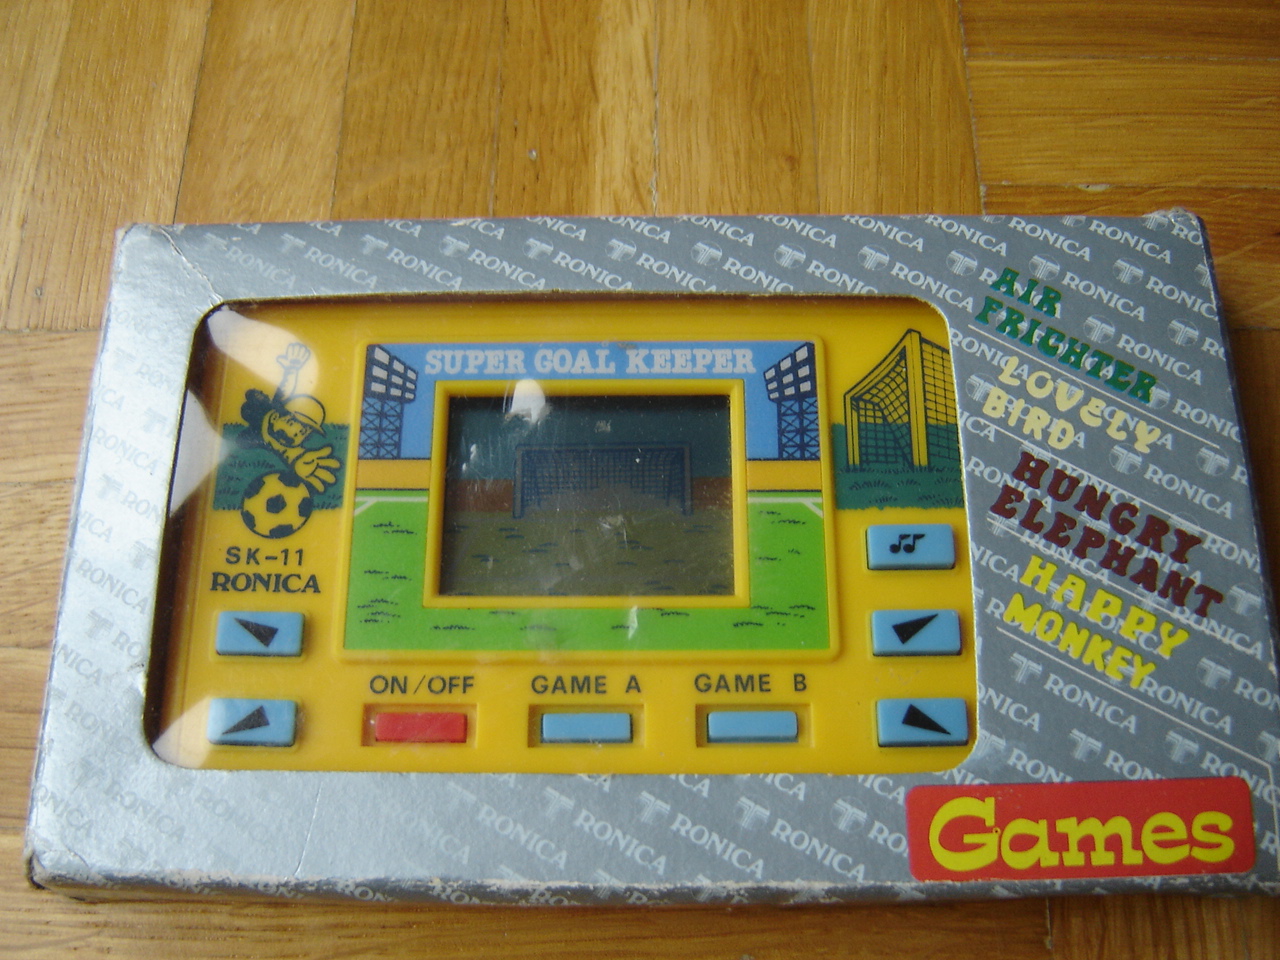 SUPER GOAL KEEPER
SK-11
RONICA
ON/OFF
GAME A
GAME B
AIR
FRIGHTER
LOVELY
BIRD
HUNGRY
ELEPHANT
HAPPY
MONKEY
Games
RONICA